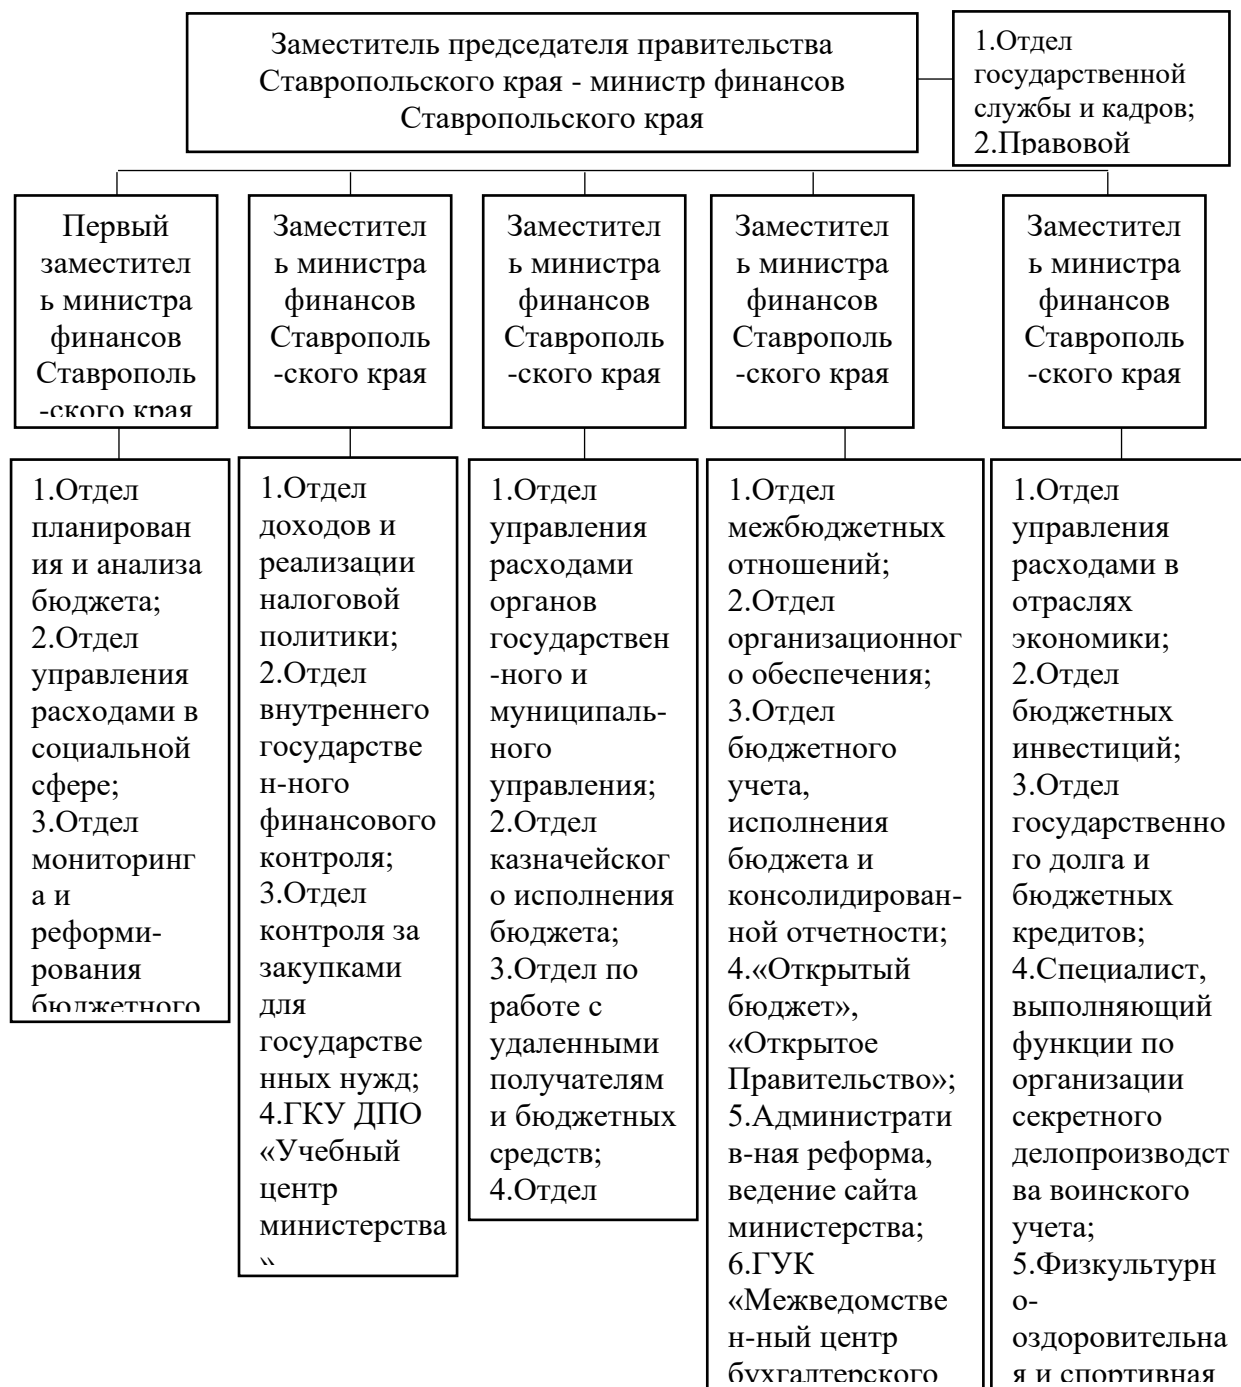 Заместитель председателя правительства
Ставропольского края - министр финансов
Ставропольского края
1.Отдел
государственной
службы и кадров;
2.Правовой
Первый
заместител
ь министра
финансов
Ставрополь
-ского края
Заместител
ь министра
финансов
Ставрополь
-ского края
Заместител
ь министра
финансов
Ставрополь
-ского края
Заместител
ь министра
финансов
Ставрополь
-ского края
Заместител
ь министра
финансов
Ставрополь
-ского края
1.Отдел
планирован
ия и анализа
бюджета;
2.Отдел
управления
расходами в
социальной
сфере;
3.Отдел
мониторинг
а и
реформи-
рования
бюджетного
1.Отдел
доходов и
реализации
налоговой
политики;
2.Отдел
внутреннего
государстве
н-ного
финансового
контроля;
3.Отдел
контроля за
закупками
для
государстве
нных нужд;
4.ГКУ ДПО
«Учебный
центр
министерства
»
1.Отдел
управления
расходами
органов
государствен
-ного и
муниципаль-
ного
управления;
2.Отдел
казначейског
о исполнения
бюджета;
3.Отдел по
работе с
удаленными
получателям
и бюджетных
средств;
4.Отдел
1.Отдел
межбюджетных
отношений;
2.Отдел
организационног
о обеспечения;
3.Отдел
бюджетного
учета,
исполнения
бюджета и
консолидирован-
ной отчетности;
4.«Открытый
бюджет»,
«Открытое
Правительство»;
5.Администрати
в-ная реформа,
ведение сайта
министерства;
6.ГУК
«Межведомстве
н-ный центр
бухгалтерского
1.Отдел
управления
расходами в
отраслях
экономики;
2.Отдел
бюджетных
инвестиций;
3.Отдел
государственно
го долга и
бюджетных
кредитов;
4.Специалист,
выполняющий
функции по
организации
секретного
делопроизводст
ва воинского
учета;
5.Физкультурн
о-
оздоровительна
я и спортивная